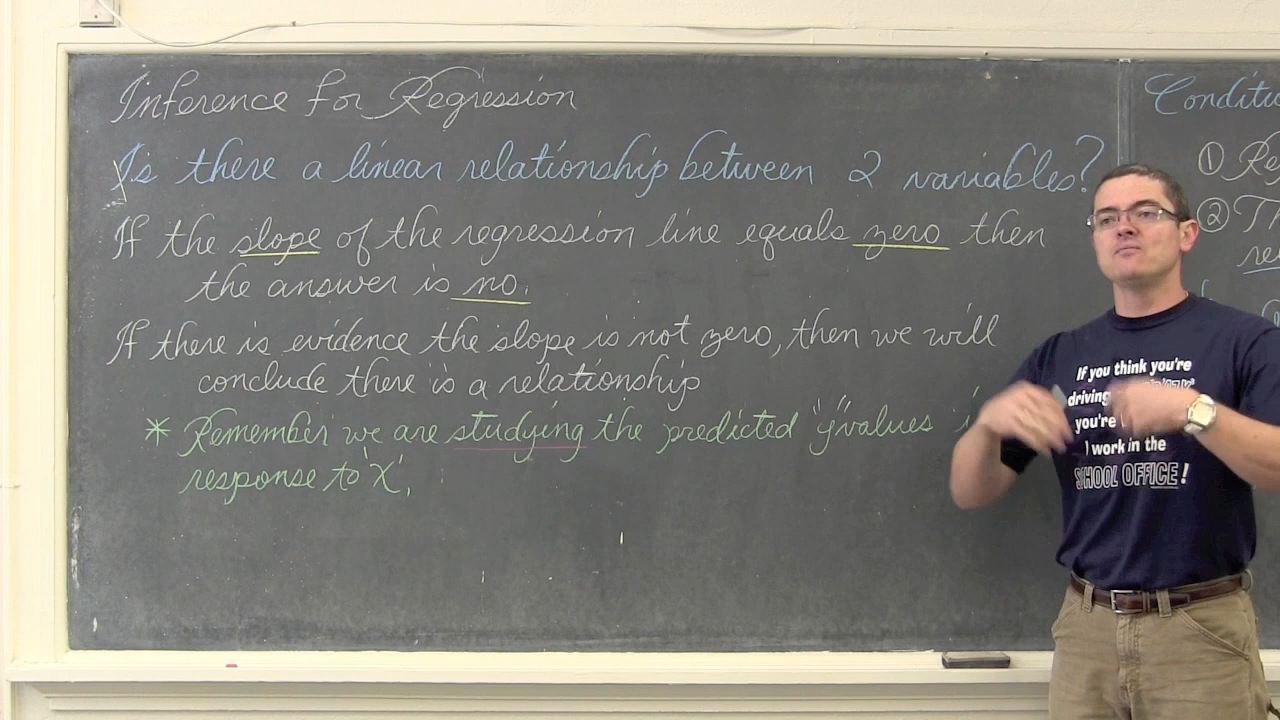 Inference for Regression
Is there a linear relationship between 2 variables?
If the slope of the regression line equals zero then
the answer is no.
If there is evidence the slope is not zero, then we will
conclude there is a relationship
* Remember we are studying the predicted "y" values
response to 'x'.
Conditi
①
② Th
If you think you're
driving
you're
I work in the
SCHOOL OFFICE!